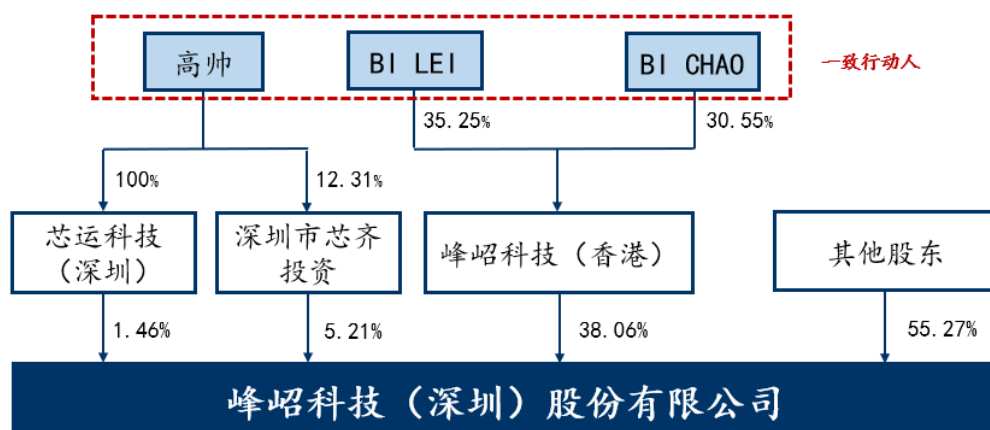 高帅
BI LEI
BI CHAO
一致行动人
35.25%
30.55%
100%
12.31%
芯运科技
（深圳）
深圳市芯齐
投资
峰岹科技（香港）
其他股东
1.46%
5.21%
38.06%
55.27%
峰岹科技（深圳）股份有限公司